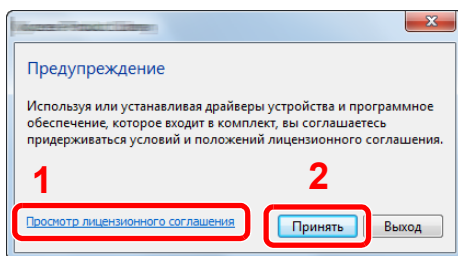 Предупреждение
Используя или устанавливая драйверы устройства и программное
обеспечение, которое входит в комплект, вы соглашаетесь
придерживаться условий и положений лицензионного соглашения.
1
2
Просмотр лицензионного соглашения
Принять
Выход